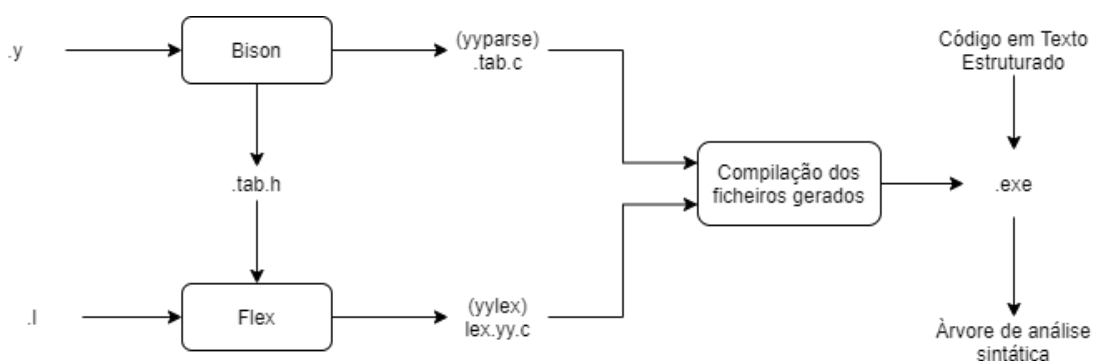 .y
Bison
(yyparse)
.tab.c
Código em Texto
Estruturado
.tab.h
Compilação dos
ficheiros gerados
.exe
.l
Flex
(yylex)
lex.yy.c
Àrvore de análise
sintática